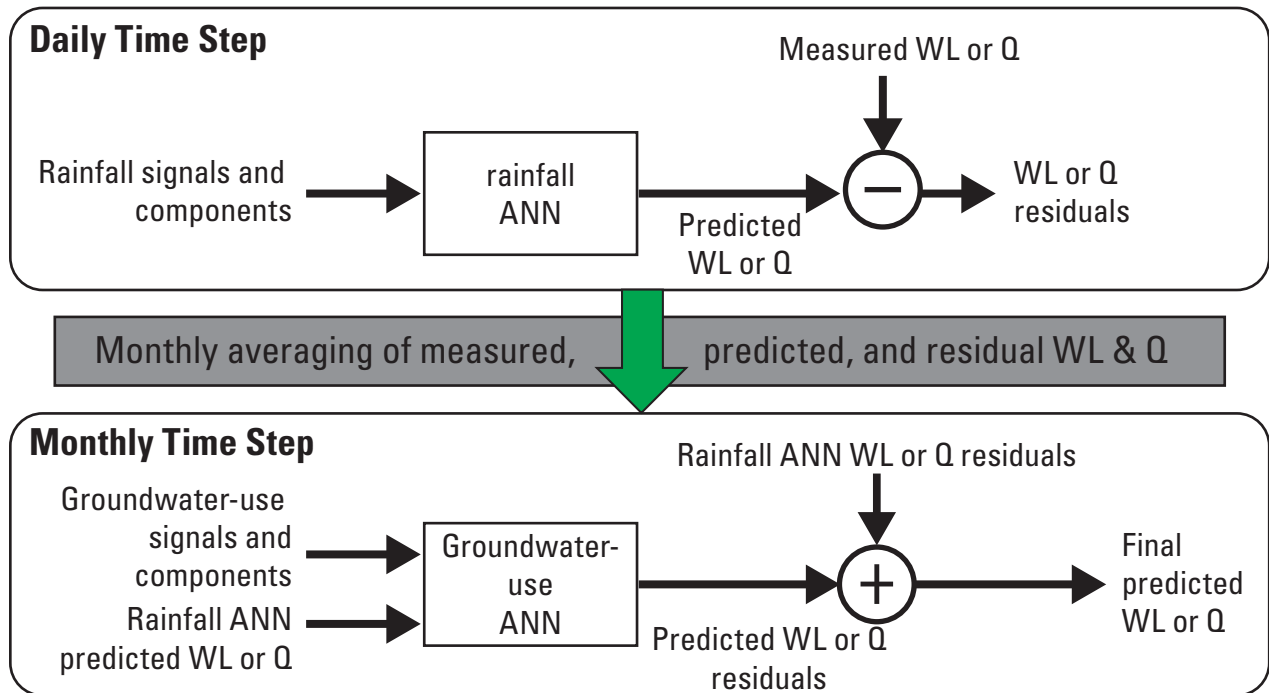 Daily Time Step
Measured WL or Q
Rainfall signals and
components
rainfall
ANN
Predicted
WL or Q
−
WL or Q
residuals
Monthly averaging of measured, predicted, and residual WL & Q
Monthly Time Step
Rainfall ANN WL or Q residuals
Groundwater-use
signals and
components
Rainfall ANN
predicted WL or Q
Groundwater-
use
ANN
Predicted WL or Q
residuals
+
Final
predicted
WL or Q